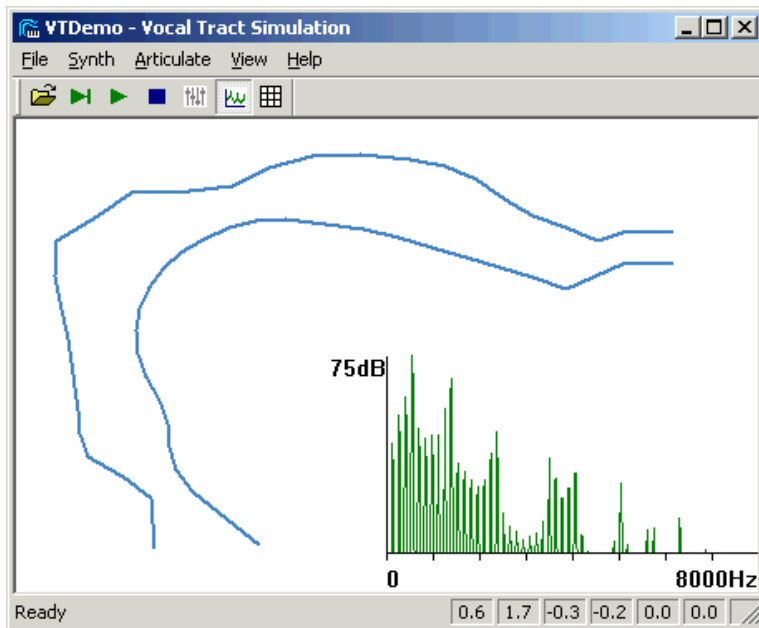 VTDemo - Vocal Tract Simulation
File Synth Articulate View Help
75dB
0 8000Hz
Ready 0.6 1.7 -0.3 -0.2 0.0 0.0